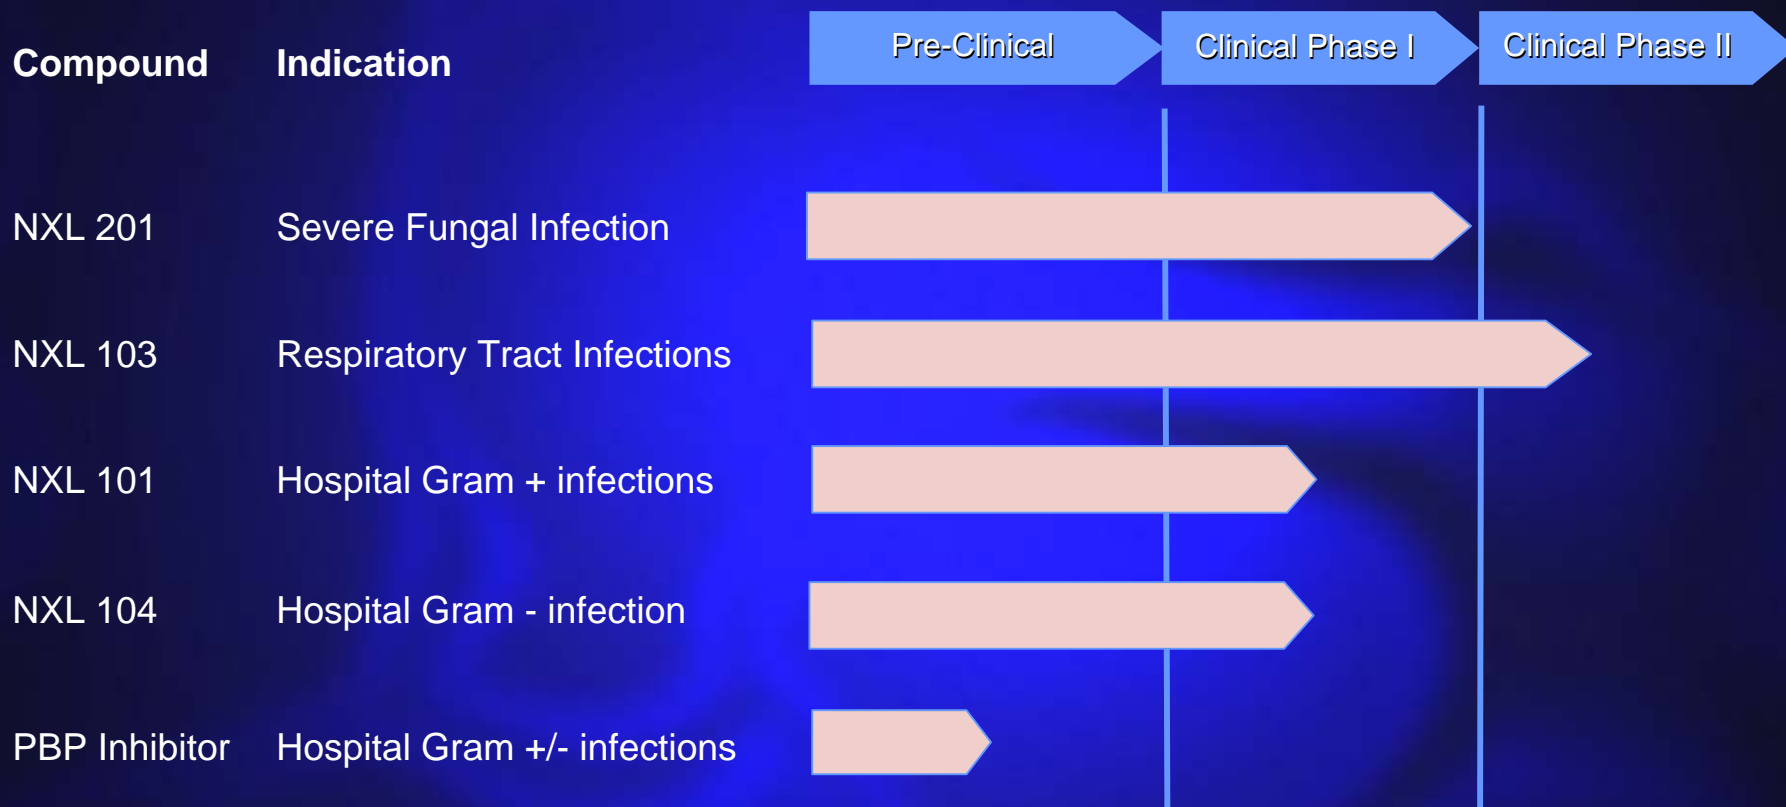 Compound Indication Pre-Clinical Clinical Phase I Clinical Phase II
NXL 201 Severe Fungal Infection
NXL 103 Respiratory Tract Infections
NXL 101 Hospital Gram + infections
NXL 104 Hospital Gram - infection
PBP Inhibitor Hospital Gram +/- infections